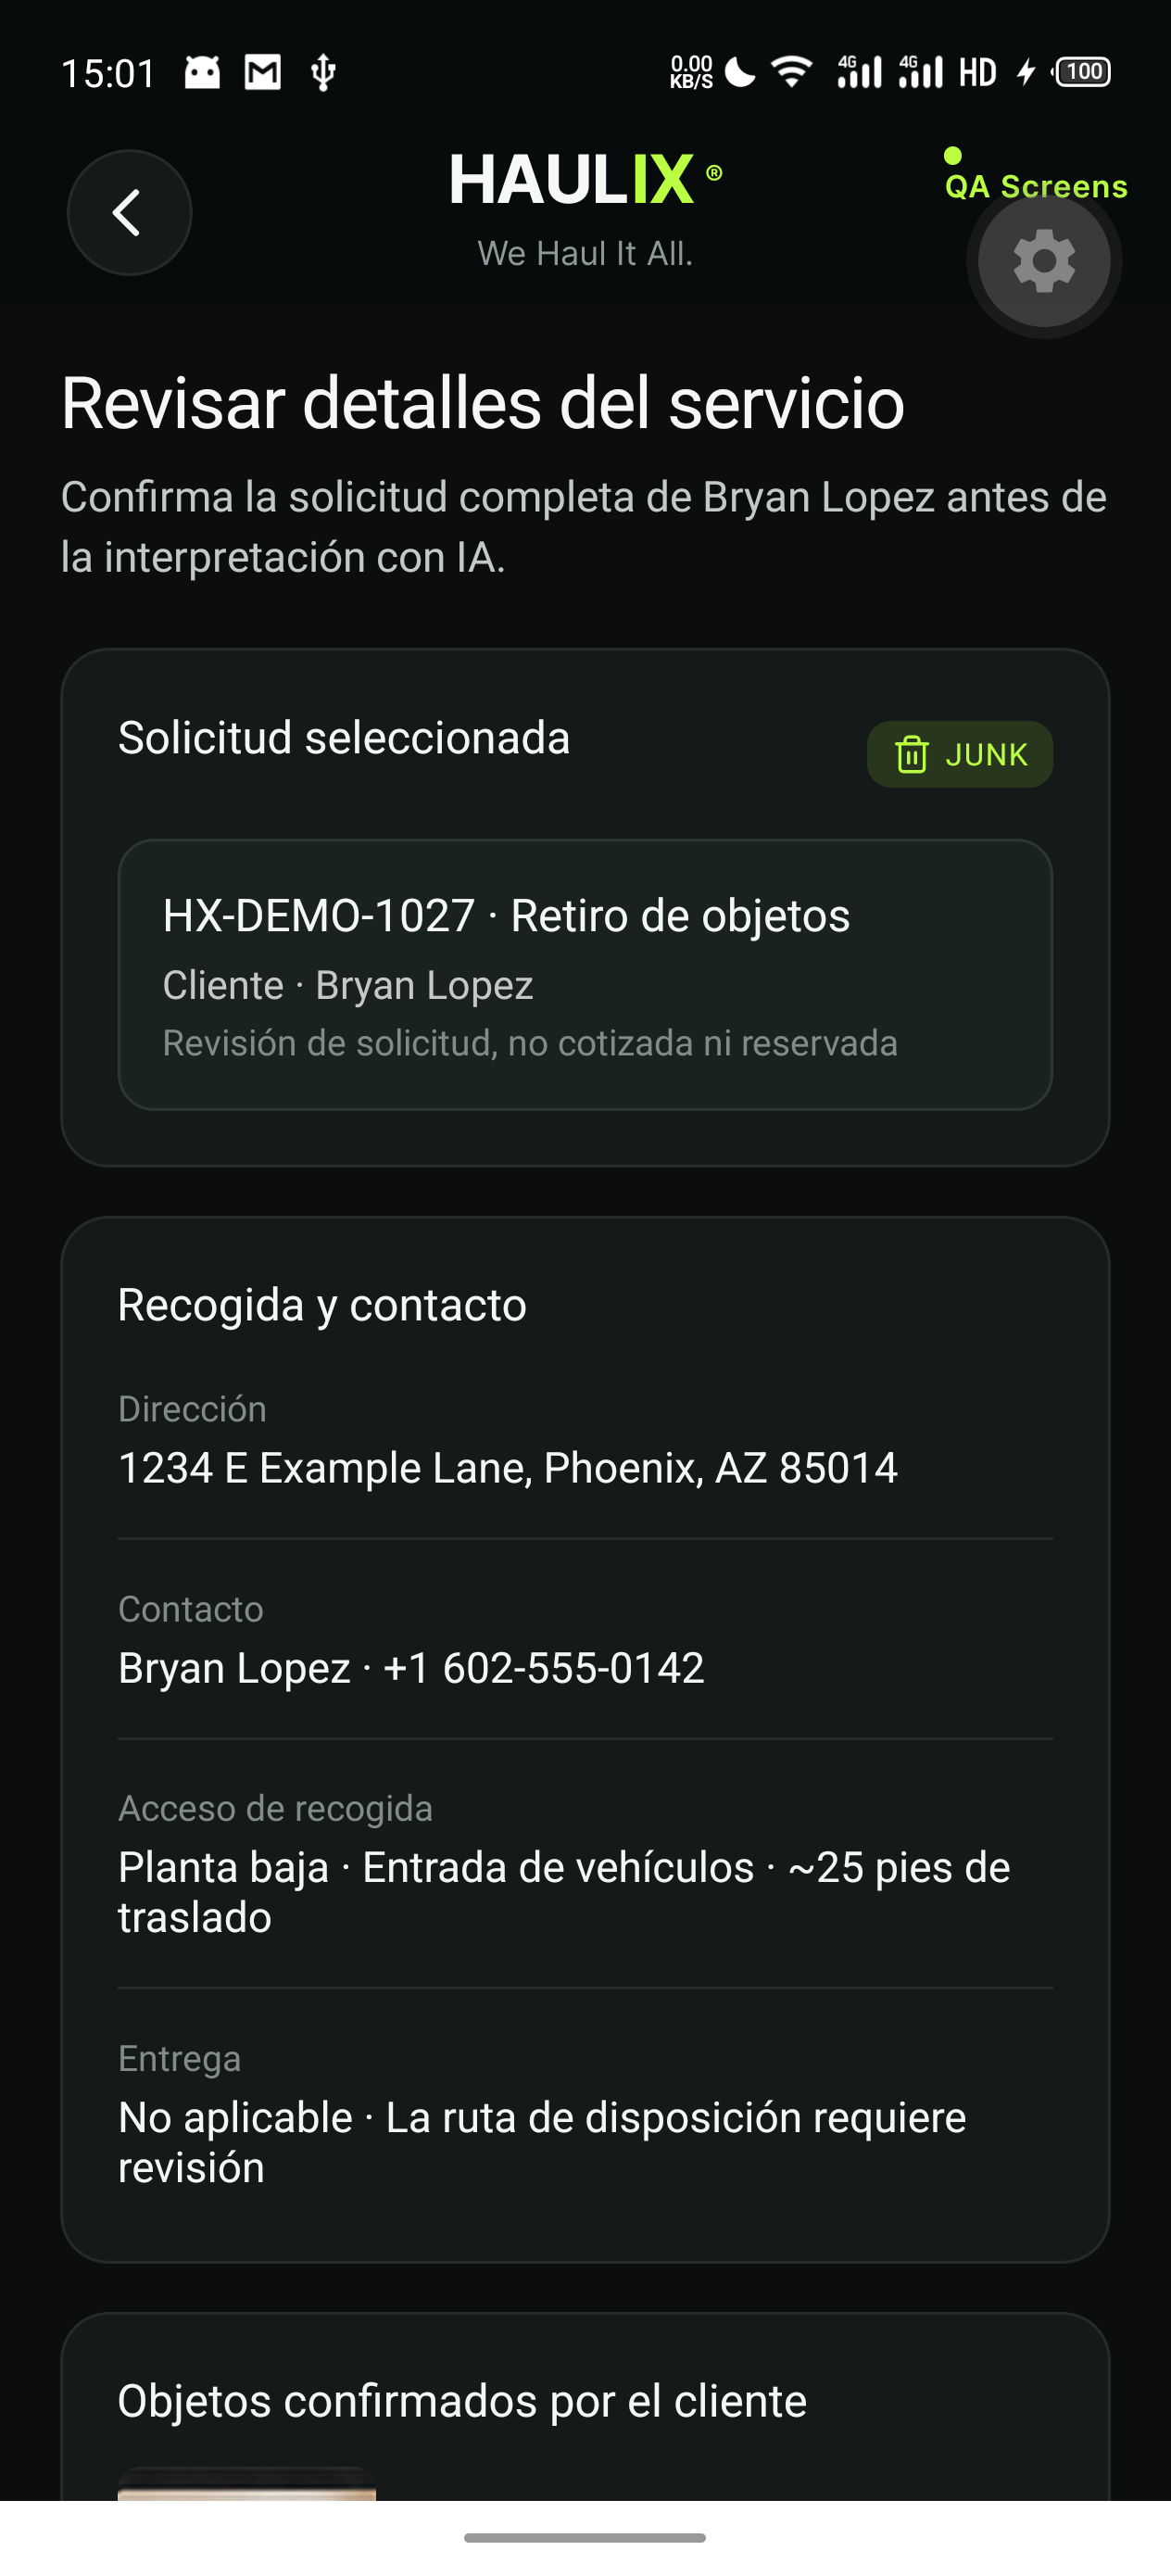 15:01
0.00 KB/S 4G 4G HD 100
HAULIX®
We Haul It All.
QA Screens
Revisar detalles del servicio
Confirma la solicitud completa de Bryan Lopez antes de
la interpretación con IA.
Solicitud seleccionada
JUNK
HX-DEMO-1027 · Retiro de objetos
Cliente · Bryan Lopez
Revisión de solicitud, no cotizada ni reservada
Recogida y contacto
Dirección
1234 E Example Lane, Phoenix, AZ 85014
Contacto
Bryan Lopez · +1 602-555-0142
Acceso de recogida
Planta baja · Entrada de vehículos · ~25 pies de
traslado
Entrega
No aplicable · La ruta de disposición requiere
revisión
Objetos confirmados por el cliente